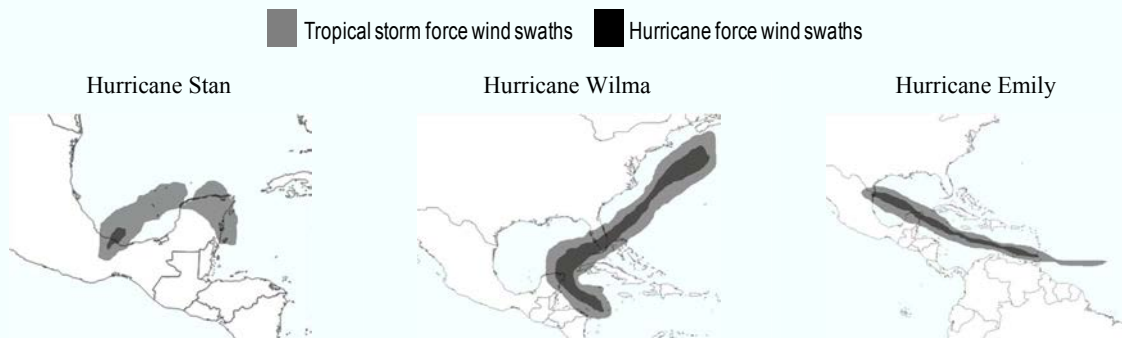 Tropical storm force wind swaths Hurricane force wind swaths
Hurricane Stan Hurricane Wilma Hurricane Emily